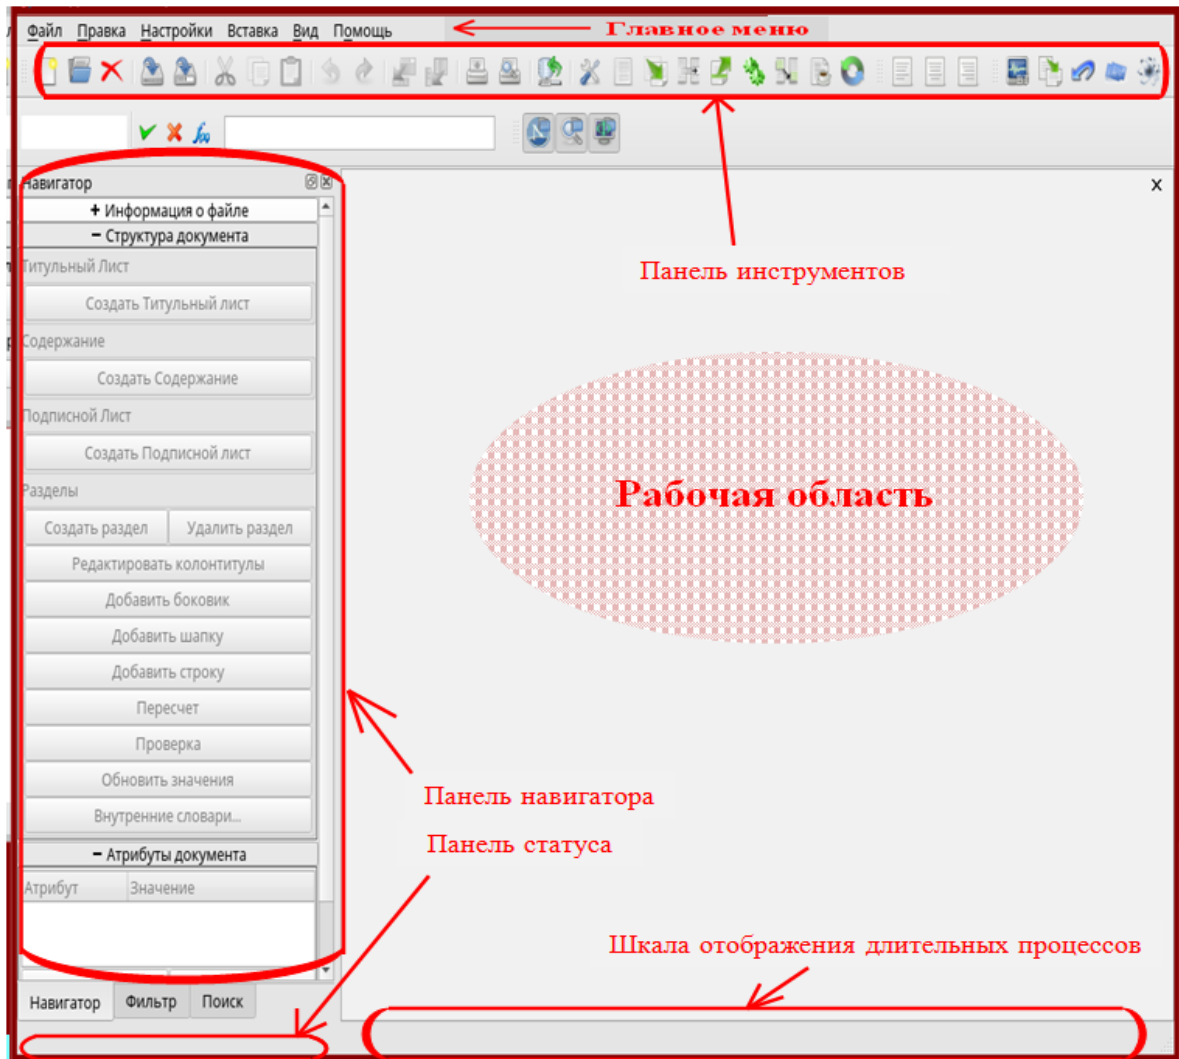 Файл Правка Настройки Вставка Вид Помощь
Главное меню
Навигатор
+ Информация о файле
− Структура документа
Титульный Лист
Создать Титульный лист
Содержание
Создать Содержание
Подписной Лист
Создать Подписной лист
Разделы
Создать раздел Удалить раздел
Редактировать колонтитулы
Добавить боковик
Добавить шапку
Добавить строку
Пересчет
Проверка
Обновить значения
Внутренние словари...
− Атрибуты документа
Атрибут Значение
Навигатор Фильтр Поиск
Панель инструментов
Рабочая область
Панель навигатора
Панель статуса
Шкала отображения длительных процессов